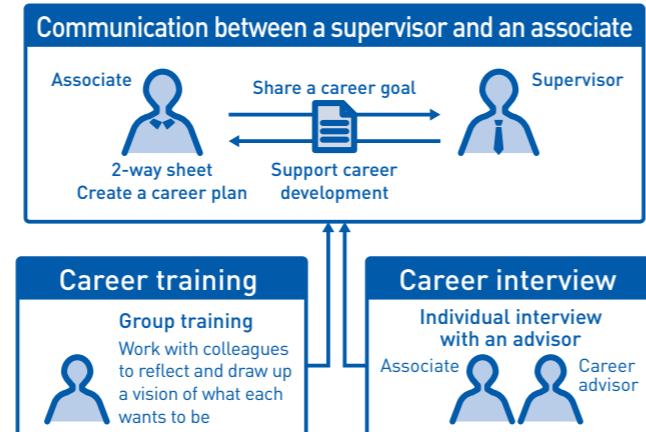 Communication between a supervisor and an associate
Associate
Share a career goal
Supervisor
2-way sheet
Create a career plan
Support career
development
Career training
Group training
Work with colleagues
to reflect and draw up
a vision of what each
wants to be
Career interview
Individual interview
with an advisor
Associate
Career
advisor